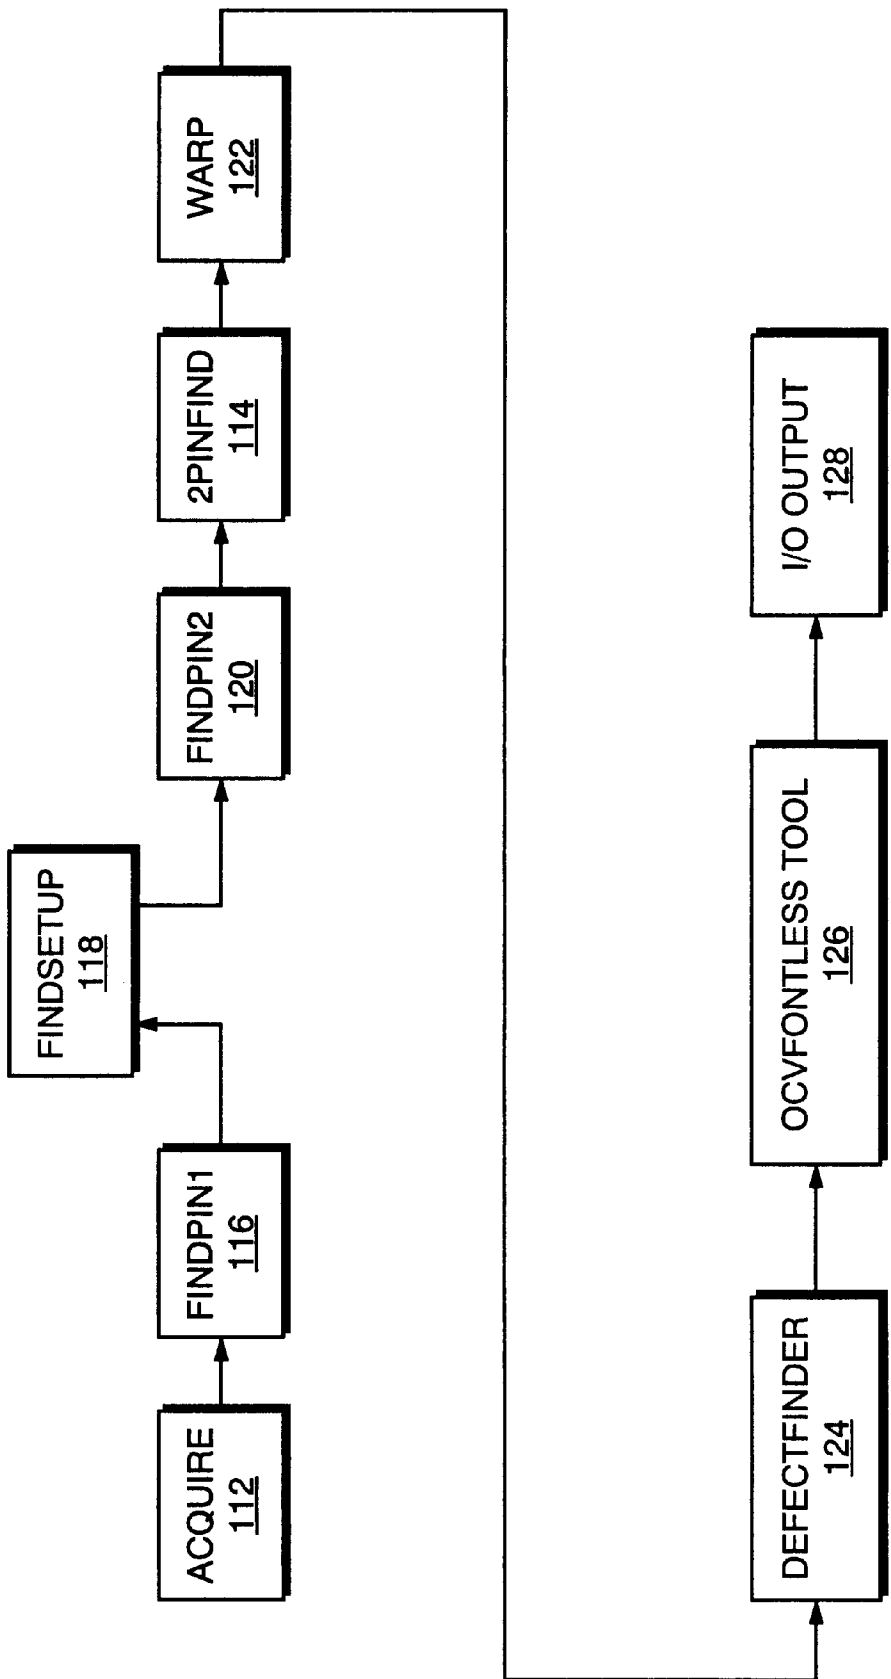 ACQUIRE
112
FINDPIN1
116
FINDSETUP
118
FINDPIN2
120
2PINFIND
114
WARP
122
DEFECTFINDER
124
OCVFONTLESS TOOL
126
I/O OUTPUT
128